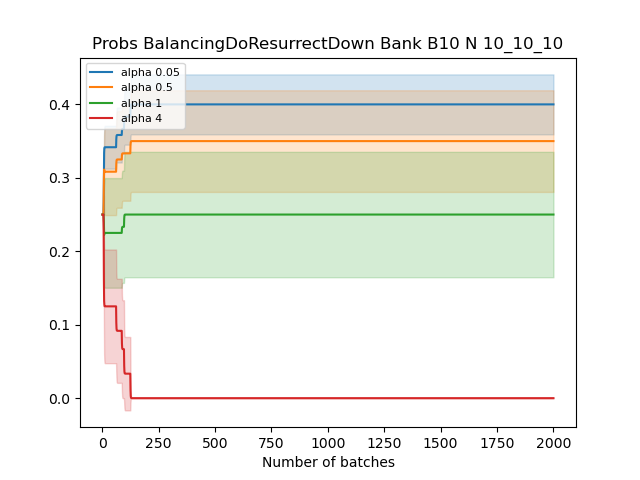 Probs BalancingDoResurrectDown Bank B10 N 10_10_10
alpha 0.05
alpha 0.5
alpha 1
alpha 4
0.4
0.3
0.2
0.1
0.0
0 250 500 750 1000 1250 1500 1750 2000
Number of batches